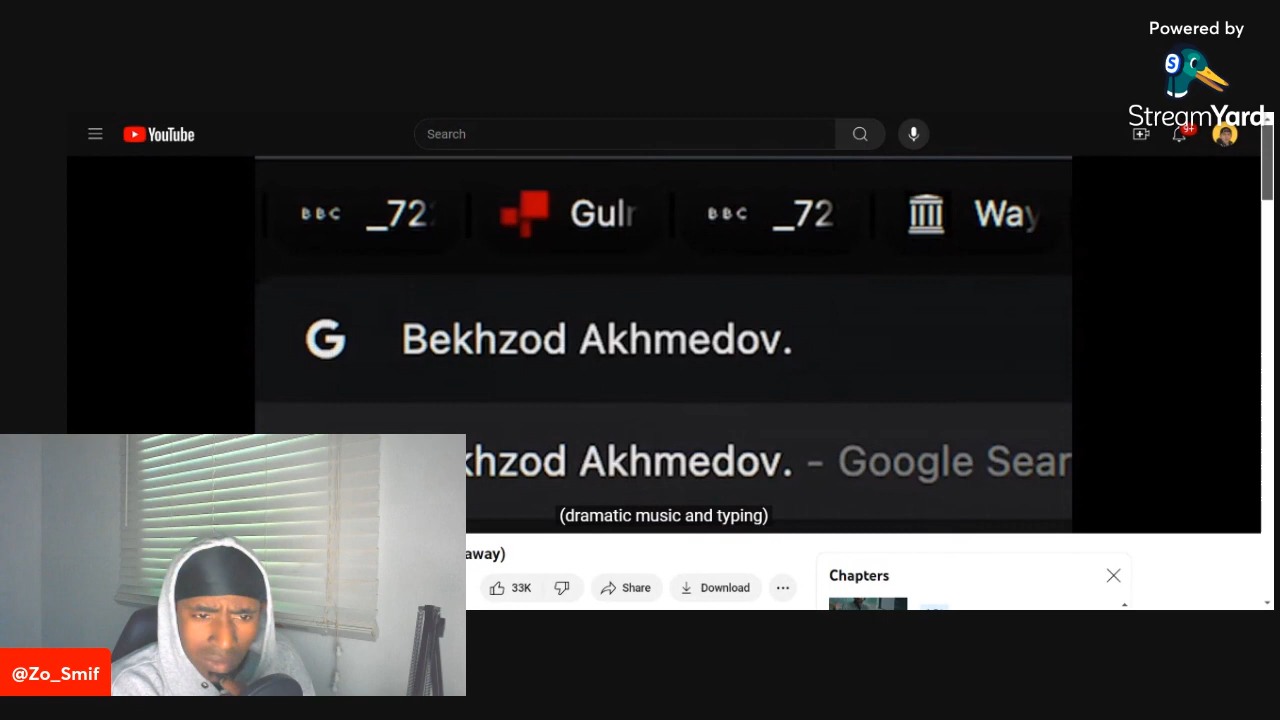 Powered by
StreamYard
YouTube
Search
9+
BBC _72
Gulr
BBC _72
Way
G Bekhzod Akhmedov.
khzod Akhmedov. - Google Sear
(dramatic music and typing)
away)
33K
Share
Download
Chapters
@Zo_Smif